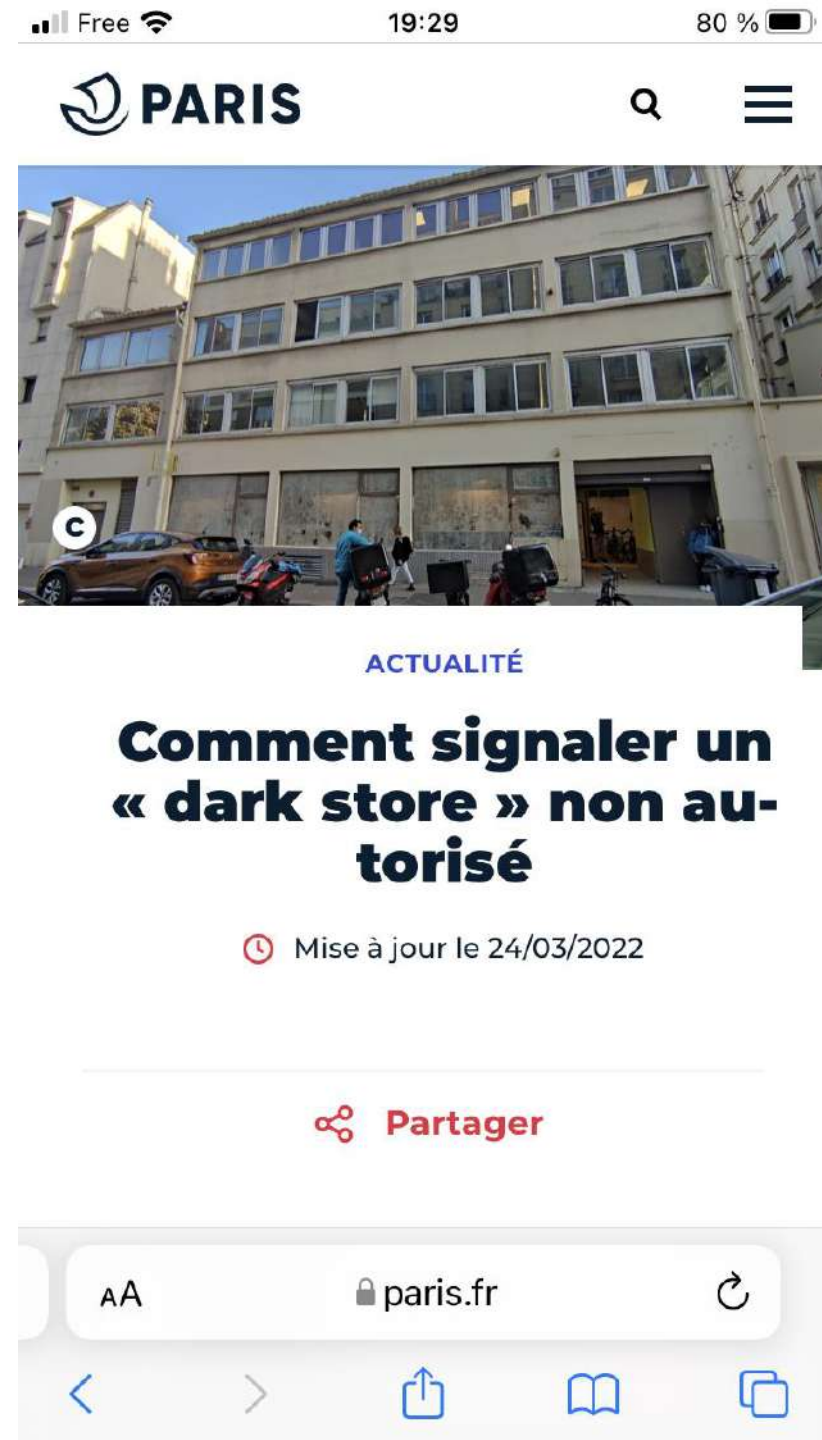 Free 19:29 80 %
PARIS
C
ACTUALITÉ
Comment signaler un
« dark store » non au-
torisé
Mise à jour le 24/03/2022
Partager
AA paris.fr